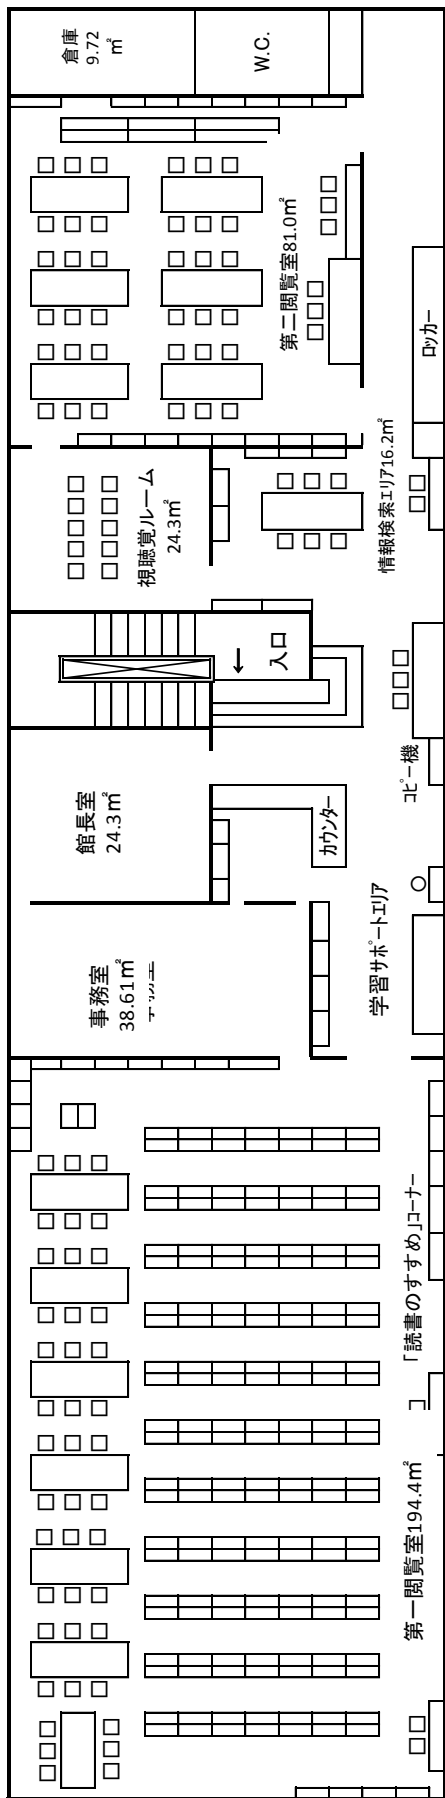 倉庫
9.72
㎡
W.C.
第二閲覧室81.0㎡
ロッカー
視聴覚ルーム
24.3㎡
情報検索エリア16.2㎡
入口
コピー機
館長室
24.3㎡
カウンター
事務室
38.61㎡
学習サポートエリア
「読書のすすめ」コーナー
コ
第一閲覧室194.4㎡